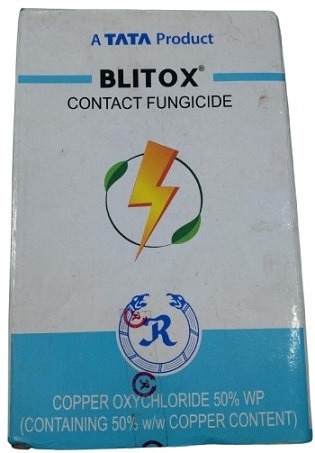 A TATA Product
BLITOX®
CONTACT FUNGICIDE
R
COPPER OXYCHLORIDE 50% WP
(CONTAINING 50% w/w COPPER CONTENT)